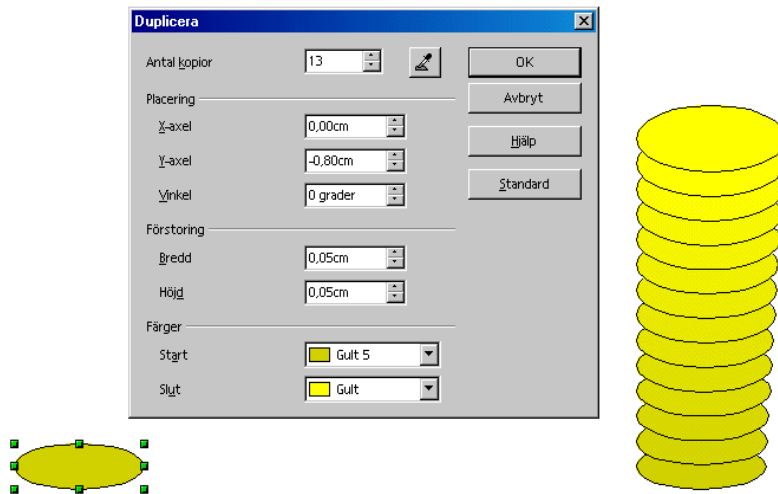 Duplicera
Antal kopior 13 OK
Placering Avbryt
X-axel 0,00cm Hjälp
Y-axel -0,80cm
Vinkel 0 grader Standard
Förstoring
Bredd 0,05cm
Höjd 0,05cm
Färger
Start Gult 5
Slut Gult